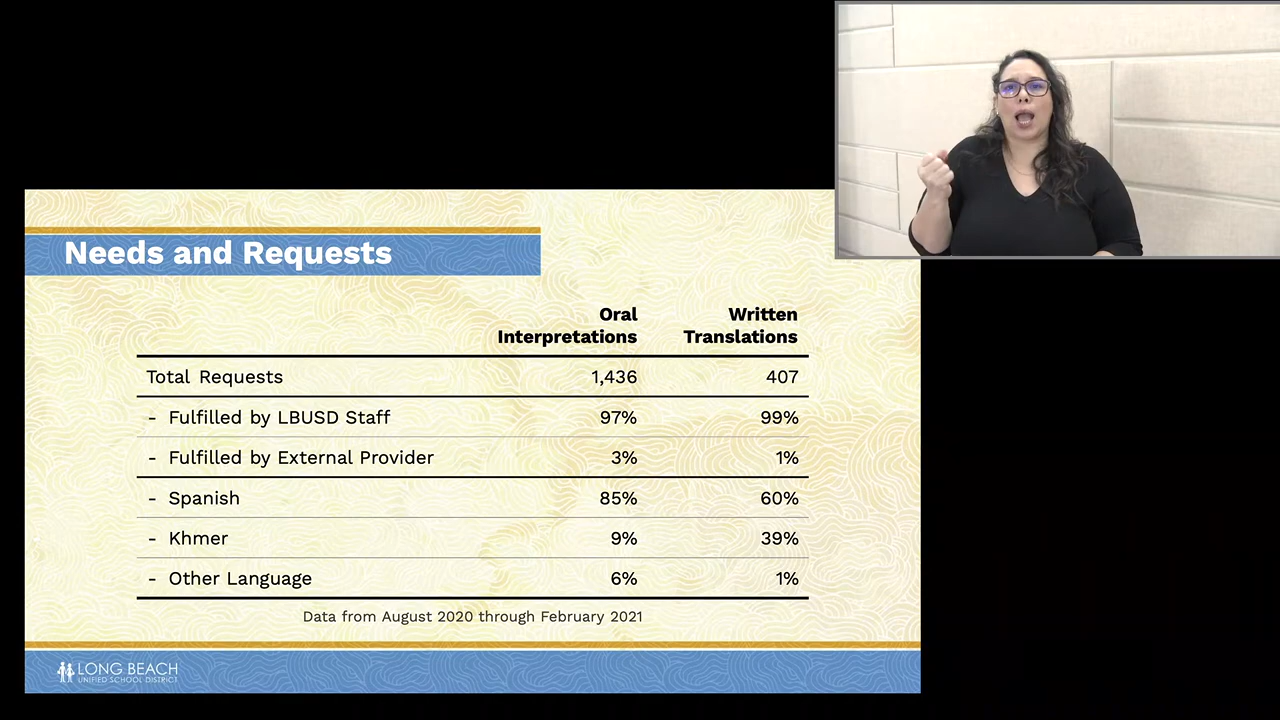 Needs and Requests
Oral Interpretations Written Translations
Total Requests 1,436 407
- Fulfilled by LBUSD Staff 97% 99%
- Fulfilled by External Provider 3% 1%
- Spanish 85% 60%
- Khmer 9% 39%
- Other Language 6% 1%
Data from August 2020 through February 2021
LONG BEACH
UNIFIED SCHOOL DISTRICT